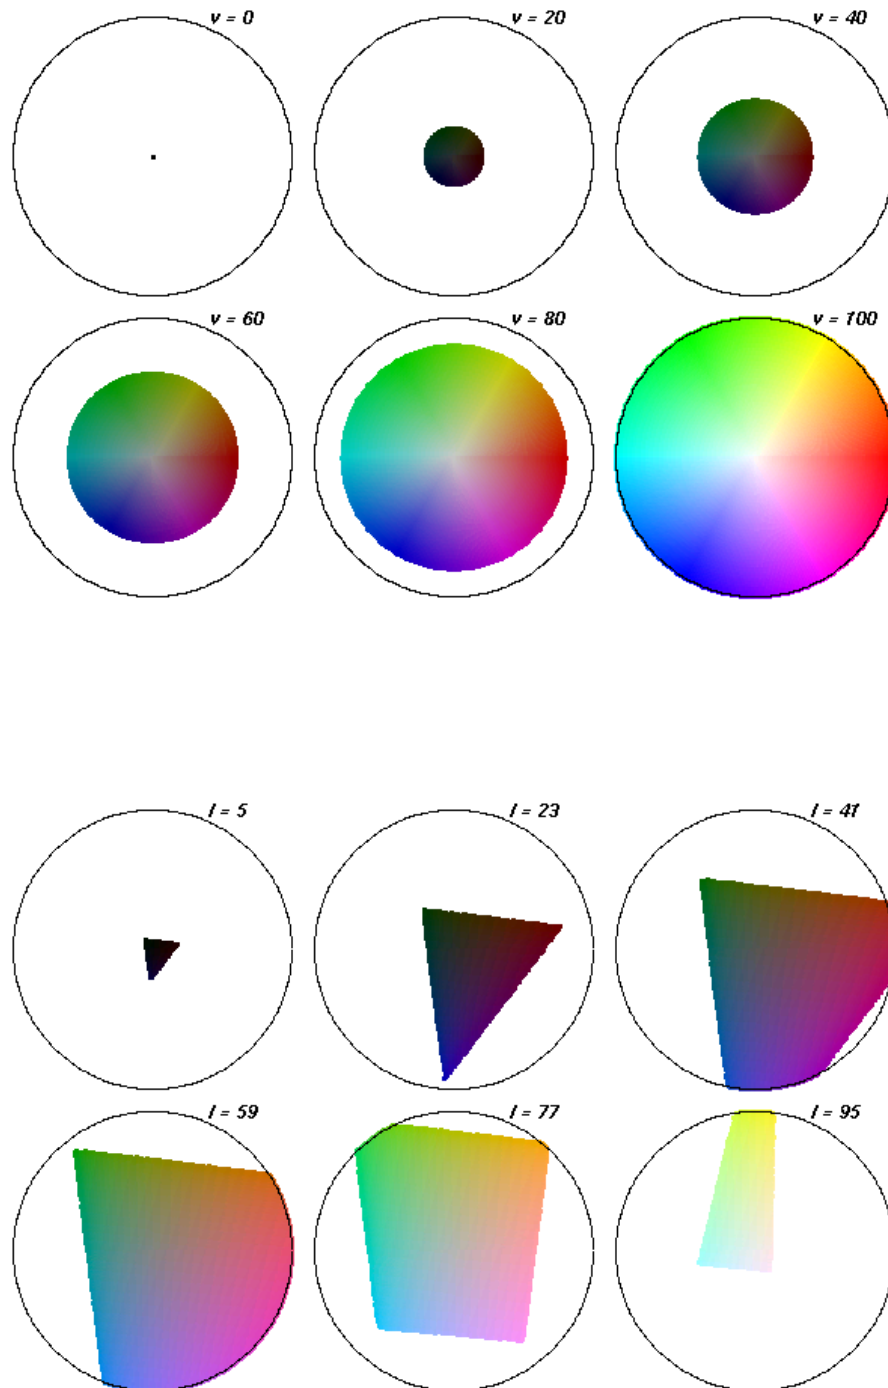 v = 0 v = 20 v = 40
v = 60 v = 80 v = 100
l = 5 l = 23 l = 41
l = 59 l = 77 l = 95